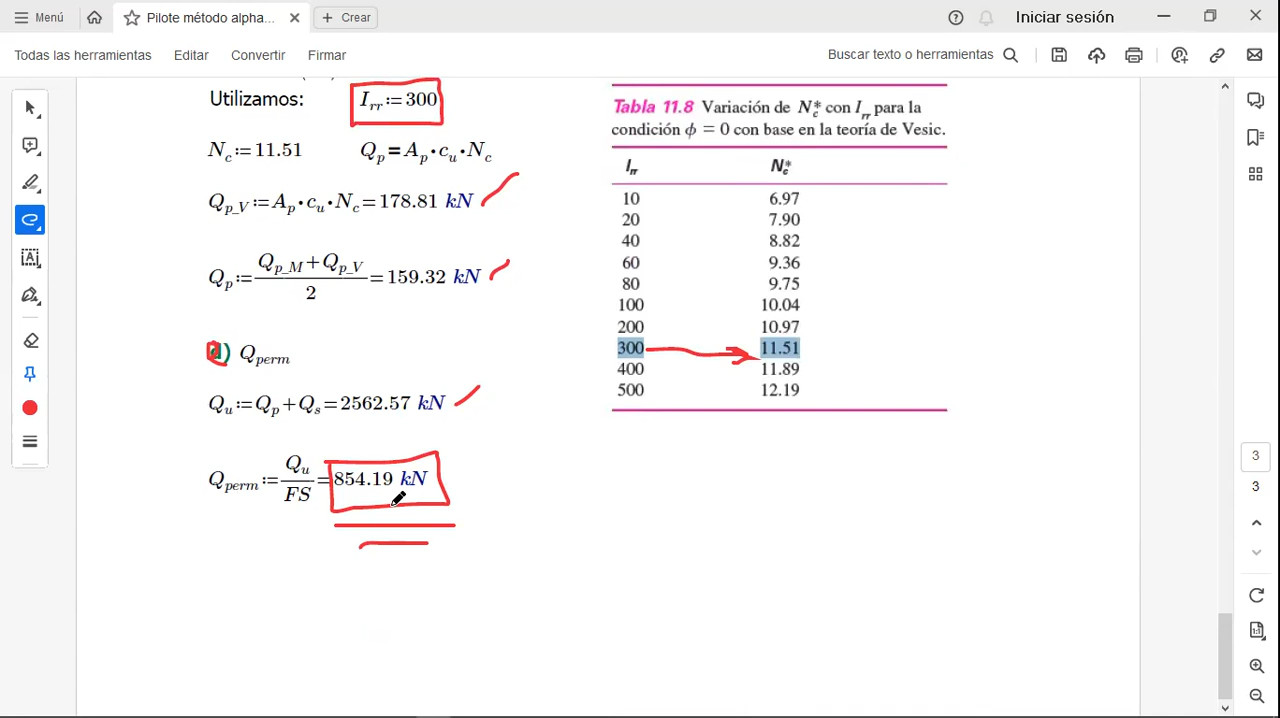 Menú
Pilote método alpha...
Crear
Iniciar sesión
Todas las herramientas
Editar
Convertir
Firmar
Buscar texto o herramientas
Utilizamos:
I_rr := 300
N_c := 11.51
Q_p = A_p · c_u · N_c
Q_p_V := A_p · c_u · N_c = 178.81 kN
Q_p := (Q_p_M + Q_p_V) / 2 = 159.32 kN
d) Q_perm
Q_u := Q_p + Q_s = 2562.57 kN
Q_perm := Q_u / FS = 854.19 kN
Tabla 11.8 Variación de N*_c con I_rr para la
condición ϕ = 0 con base en la teoría de Vesic.
I_rr N*_c
10 6.97
20 7.90
40 8.82
60 9.36
80 9.75
100 10.04
200 10.97
300 11.51
400 11.89
500 12.19
3
3